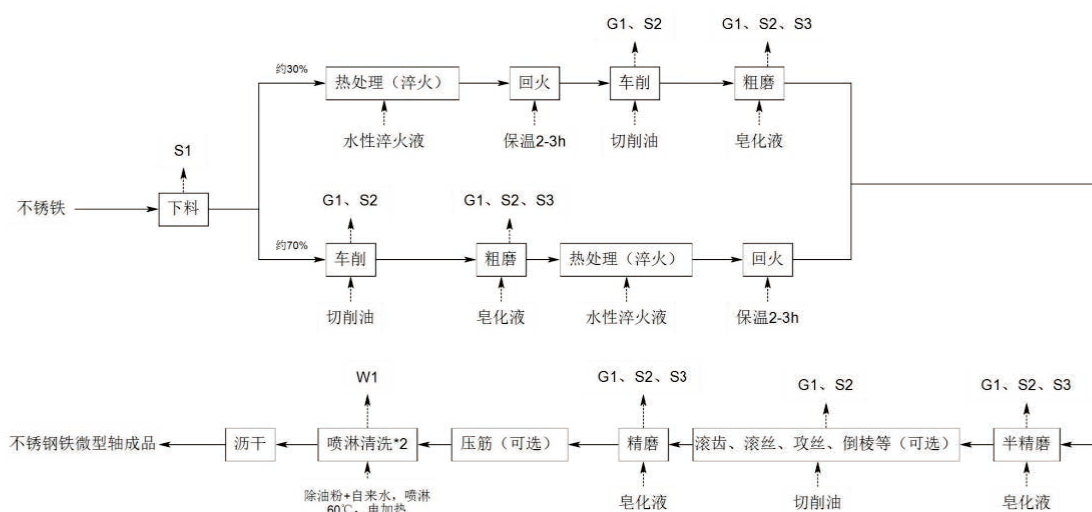 G1、S2
G1、S2、S3
约30%
热处理（淬火）
回火
车削
粗磨
水性淬火液
保温2-3h
切削油
皂化液
S1
不锈铁
下料
G1、S2
G1、S2、S3
约70%
车削
粗磨
热处理（淬火）
回火
切削油
皂化液
水性淬火液
保温2-3h
W1
G1、S2、S3
G1、S2
G1、S2、S3
不锈钢铁微型轴成品
沥干
喷淋清洗*2
压筋（可选）
精磨
滚齿、滚丝、攻丝、倒棱等（可选）
半精磨
除油粉+自来水，喷淋
60℃，电加热
皂化液
切削油
皂化液